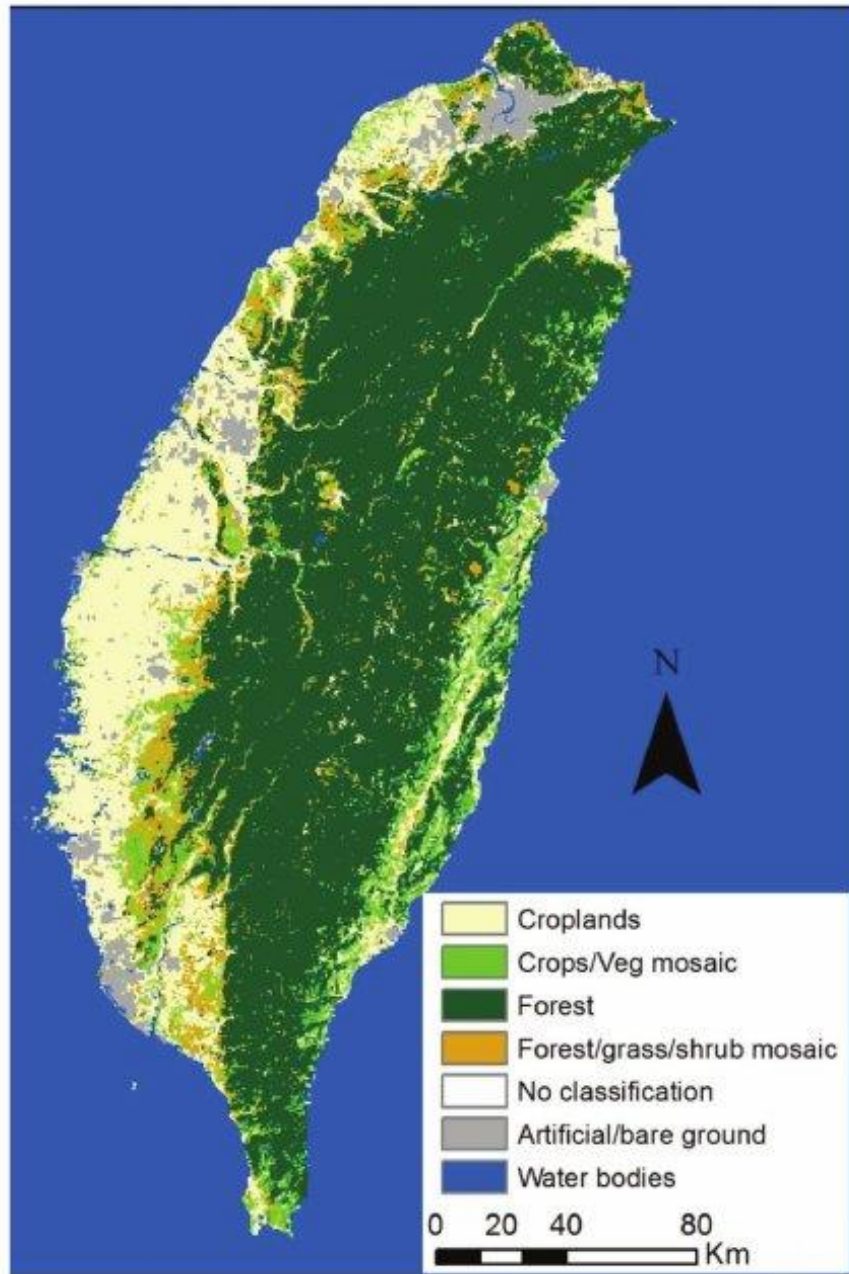 N
Croplands
Crops/Veg mosaic
Forest
Forest/grass/shrub mosaic
No classification
Artificial/bare ground
Water bodies
0 20 40 80
Km